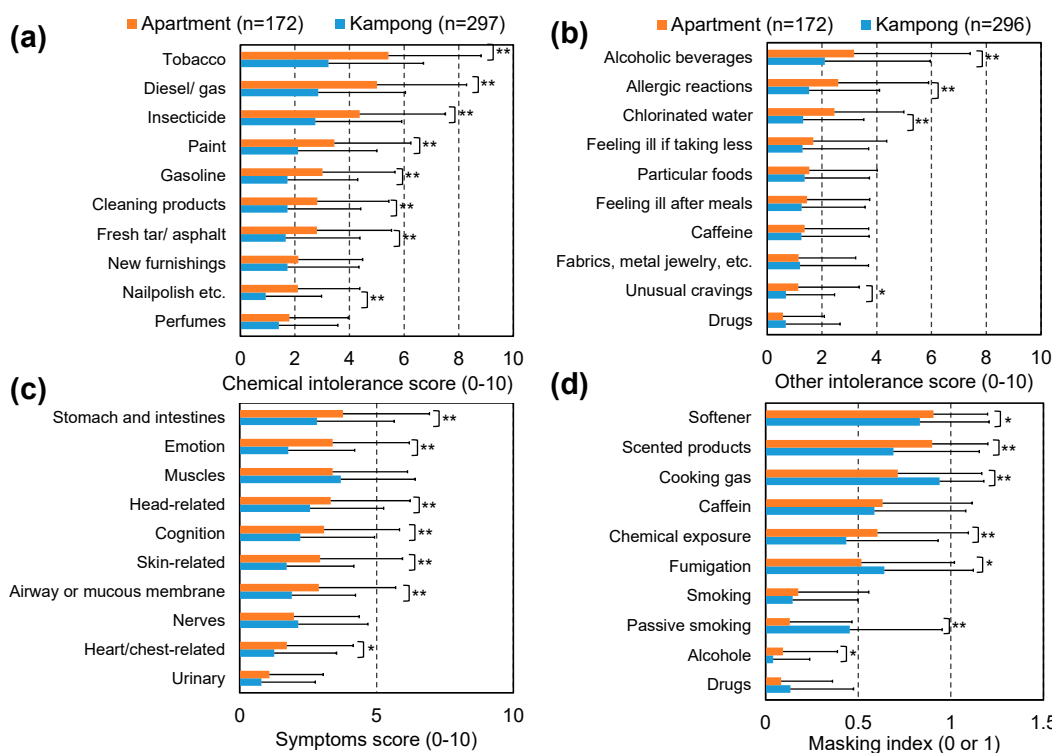 Apartment (n=172) Kampong (n=297)
(a)
Tobacco **
Diesel/ gas **
Insecticide **
Paint **
Gasoline **
Cleaning products **
Fresh tar/ asphalt **
New furnishings
Nailpolish etc. **
Perfumes
0 2 4 6 8 10
Chemical intolerance score (0-10)
Apartment (n=172) Kampong (n=296)
(b)
Alcoholic beverages **
Allergic reactions **
Chlorinated water **
Feeling ill if taking less
Particular foods
Feeling ill after meals
Caffeine
Fabrics, metal jewelry, etc.
Unusual cravings *
Drugs
0 2 4 6 8 10
Other intolerance score (0-10)
(c)
Stomach and intestines **
Emotion **
Muscles
Head-related **
Cognition **
Skin-related **
Airway or mucous membrane **
Nerves
Heart/chest-related *
Urinary
0 5 10
Symptoms score (0-10)
(d)
Softener *
Scented products **
Cooking gas **
Caffein
Chemical exposure **
Fumigation *
Smoking
Passive smoking **
Alcohole *
Drugs
0 0.5 1 1.5
Masking index (0 or 1)